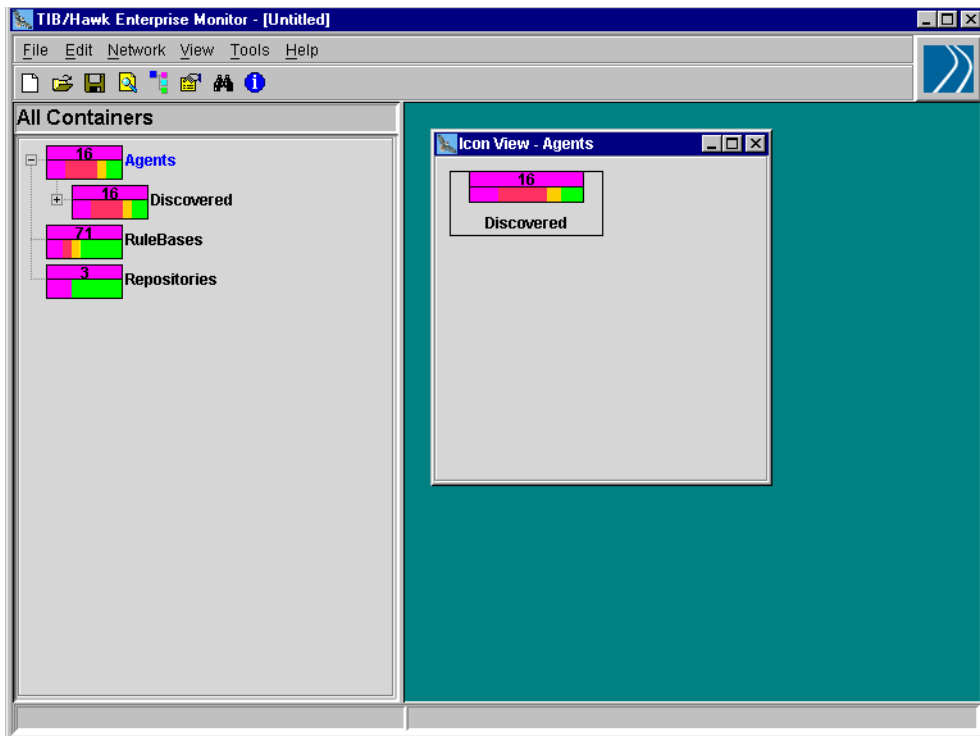 TIB/Hawk Enterprise Monitor - [Untitled]
File Edit Network View Tools Help
All Containers
16 Agents
16 Discovered
71 RuleBases
3 Repositories
Icon View - Agents
16
Discovered